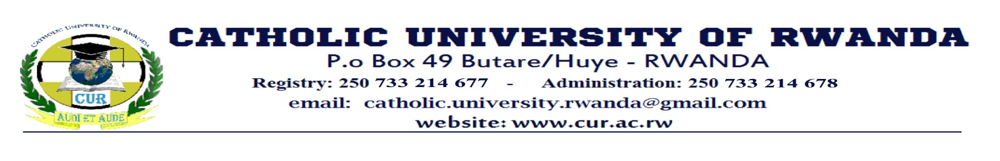 CATHOLIC UNIVERSITY OF RWANDA
CATHOLIC UNIVERSITY OF RWANDA
P.o Box 49 Butare/Huye - RWANDA
Registry: 250 733 214 677 - Administration: 250 733 214 678
email: catholic.university.rwanda@gmail.com
website: www.cur.ac.rw
CUR
AUDI ET AUDE